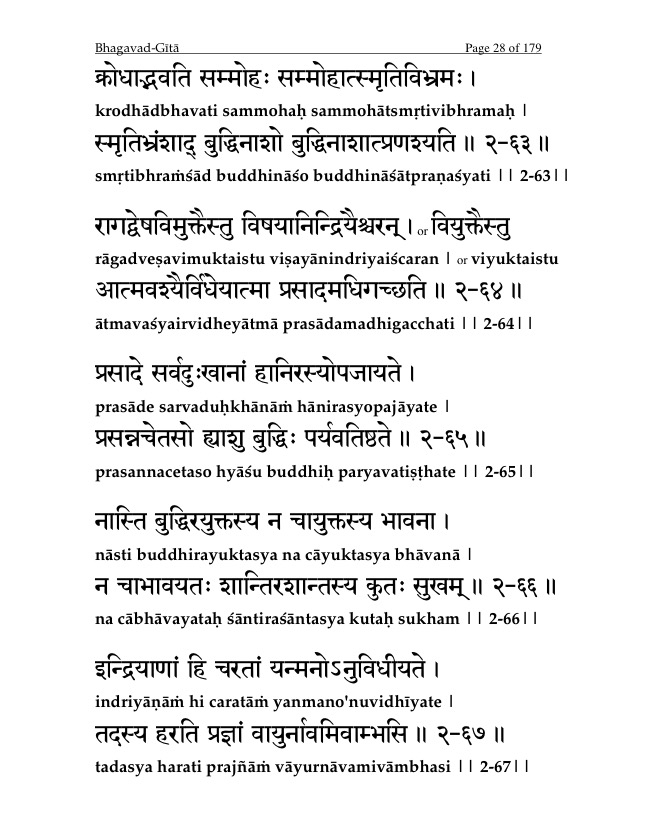 Bhagavad-Gītā Page 28 of 179
क्रोधाद्भवति सम्मोहः सम्मोहात्स्मृतिविभ्रमः ।
krodhādbhavati sammohaḥ sammohātsmṛtivibhramaḥ |
स्मृतिभ्रंशाद् बुद्धिनाशो बुद्धिनाशात्प्रणश्यति ॥ २-६३॥
smṛtibhraṁśād buddhināśo buddhināśātpraṇaśyati || 2-63||
रागद्वेषविमुक्तैस्तु विषयानिन्द्रियैश्चरन् । or वियुक्तैस्तु
rāgadveṣavimuktaistu viṣayānindriyaiścaran | or viyuktaistu
आत्मवश्यैर्विधेयात्मा प्रसादमधिगच्छति ॥ २-६४॥
ātmavaśyairvidheyātmā prasādamadhigacchati || 2-64||
प्रसादे सर्वदुःखानां हानिरस्योपजायते ।
prasāde sarvaduḥkhānāṁ hānirasyopajāyate |
प्रसन्नचेतसो ह्याशु बुद्धिः पर्यवतिष्ठते ॥ २-६५॥
prasannacetaso hyāśu buddhiḥ paryavatiṣṭhate || 2-65||
नास्ति बुद्धिरयुक्तस्य न चायुक्तस्य भावना ।
nāsti buddhirayuktasya na cāyuktasya bhāvanā |
न चाभावयतः शान्तिरशान्तस्य कुतः सुखम् ॥ २-६६॥
na cābhāvayataḥ śāntiraśāntasya kutaḥ sukham || 2-66||
इन्द्रियाणां हि चरतां यन्मनोऽनुविधीयते ।
indriyāṇāṁ hi caratāṁ yanmano'nuvidhīyate |
तदस्य हरति प्रज्ञां वायुर्नावमिवाम्भसि ॥ २-६७॥
tadasya harati prajñāṁ vāyurnāvamivāmbhasi || 2-67||